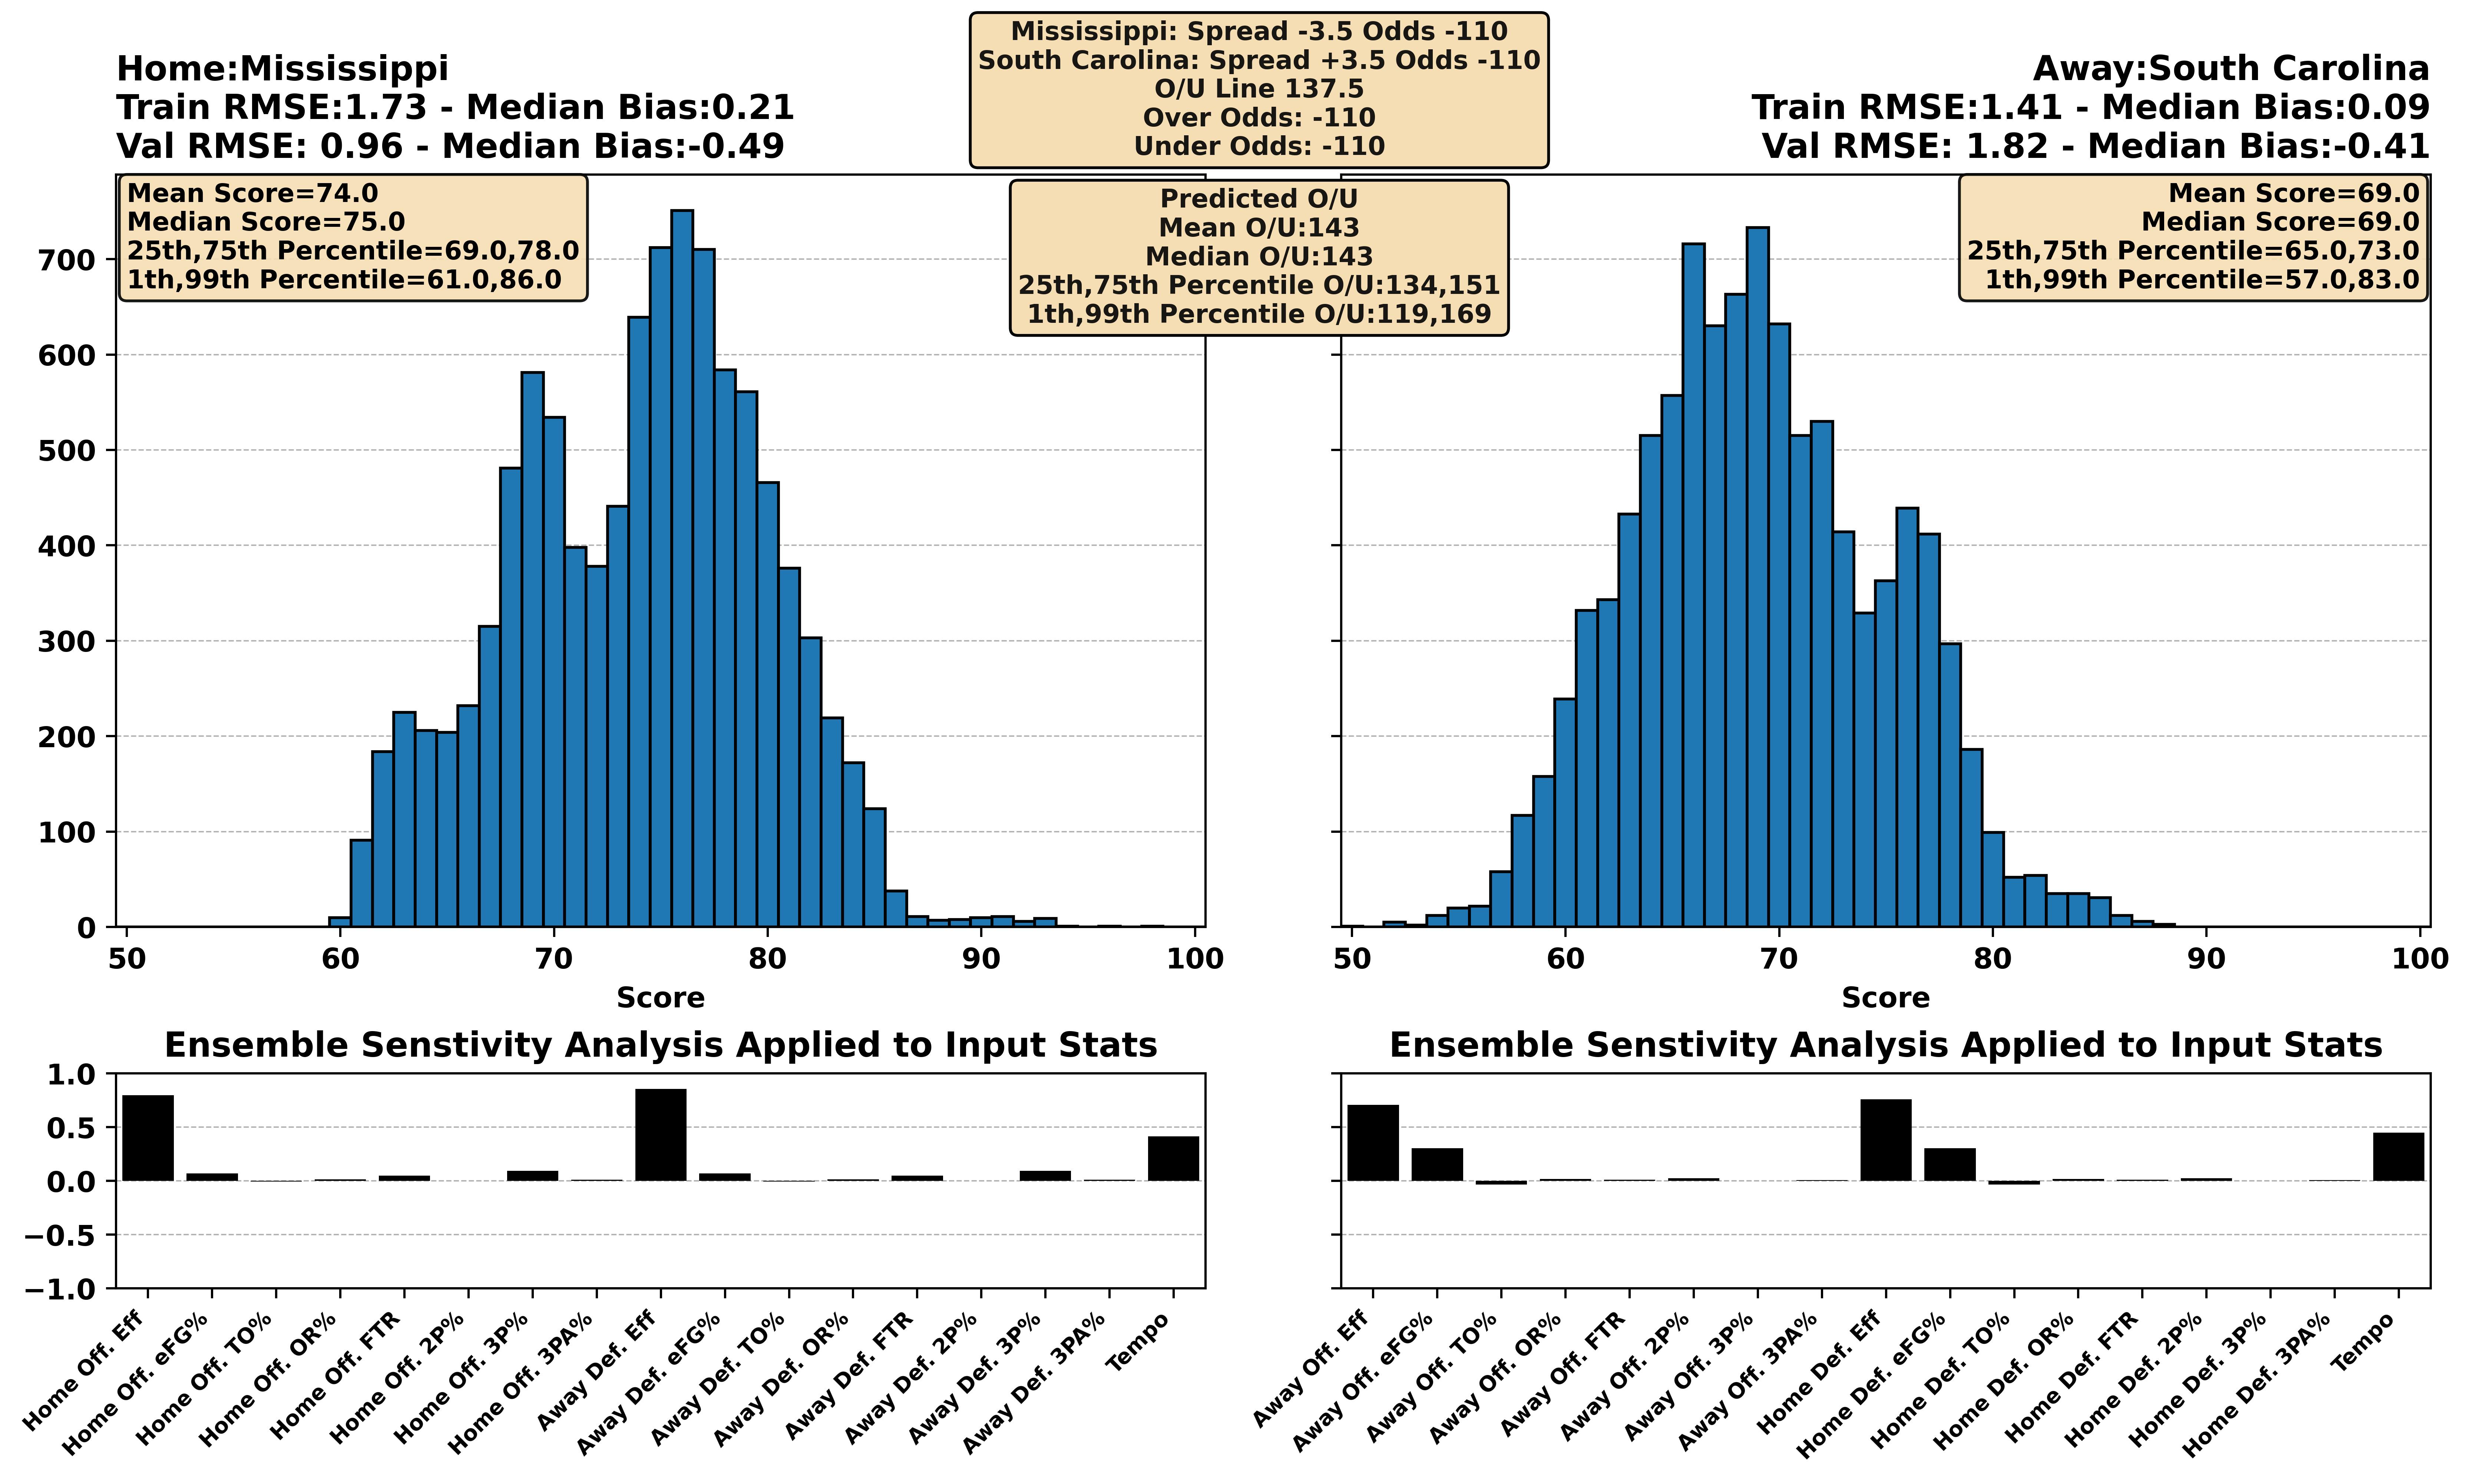 Mississippi: Spread -3.5 Odds -110
South Carolina: Spread +3.5 Odds -110
O/U Line 137.5
Over Odds: -110
Under Odds: -110
Home:Mississippi
Train RMSE:1.73 - Median Bias:0.21
Val RMSE: 0.96 - Median Bias:-0.49
Away:South Carolina
Train RMSE:1.41 - Median Bias:0.09
Val RMSE: 1.82 - Median Bias:-0.41
Mean Score=74.0
Median Score=75.0
25th,75th Percentile=69.0,78.0
1th,99th Percentile=61.0,86.0
Predicted O/U
Mean O/U:143
Median O/U:143
25th,75th Percentile O/U:134,151
1th,99th Percentile O/U:119,169
Mean Score=69.0
Median Score=69.0
25th,75th Percentile=65.0,73.0
1th,99th Percentile=57.0,83.0
700
600
500
400
300
200
100
0
50 60 70 80 90 100
Score
50 60 70 80 90 100
Score
Ensemble Senstivity Analysis Applied to Input Stats
Ensemble Senstivity Analysis Applied to Input Stats
1.0
0.5
0.0
−0.5
−1.0
Home Off. Eff
Home Off. eFG%
Home Off. TO%
Home Off. OR%
Home Off. FTR
Home Off. 2P%
Home Off. 3P%
Home Off. 3PA%
Away Def. Eff
Away Def. eFG%
Away Def. TO%
Away Def. OR%
Away Def. FTR
Away Def. 2P%
Away Def. 3P%
Away Def. 3PA%
Tempo
Away Off. Eff
Away Off. eFG%
Away Off. TO%
Away Off. OR%
Away Off. FTR
Away Off. 2P%
Away Off. 3P%
Away Off. 3PA%
Home Def. Eff
Home Def. eFG%
Home Def. TO%
Home Def. OR%
Home Def. FTR
Home Def. 2P%
Home Def. 3P%
Home Def. 3PA%
Tempo